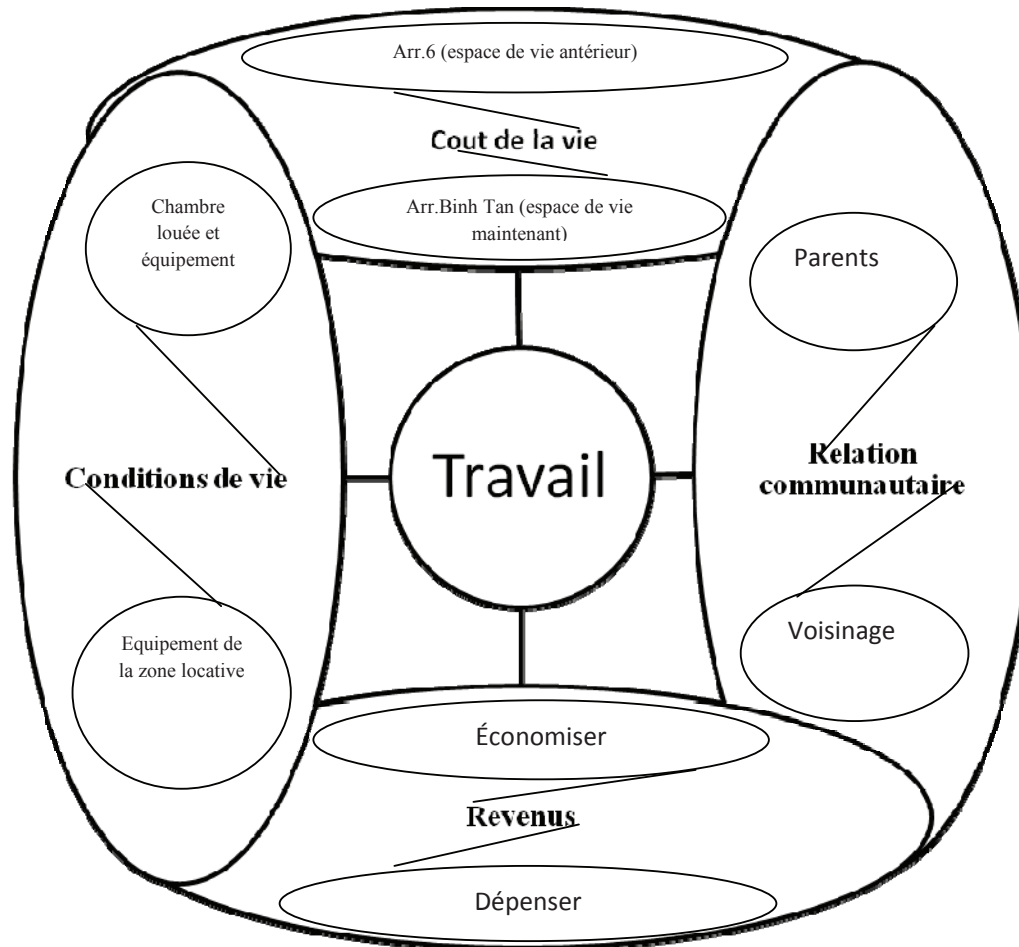 Arr.6 (espace de vie antérieur)
Cout de la vie
Arr.Binh Tan (espace de vie
maintenant)
Chambre
louée et
équipement
Conditions de vie
Equipement de
la zone locative
Travail
Parents
Relation
communautaire
Voisinage
Économiser
Revenus
Dépenser